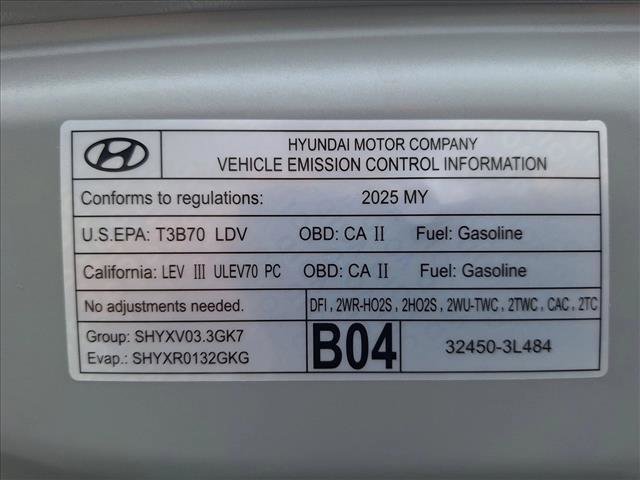 HYUNDAI MOTOR COMPANY
VEHICLE EMISSION CONTROL INFORMATION
Conforms to regulations: 2025 MY
U.S.EPA: T3B70 LDV OBD: CA II Fuel: Gasoline
California: LEV III ULEV70 PC OBD: CA II Fuel: Gasoline
No adjustments needed. DFI , 2WR-HO2S , 2HO2S , 2WU-TWC , 2TWC , CAC , 2TC
Group: SHYXV03.3GK7
Evap.: SHYXR0132GKG
B04
32450-3L484